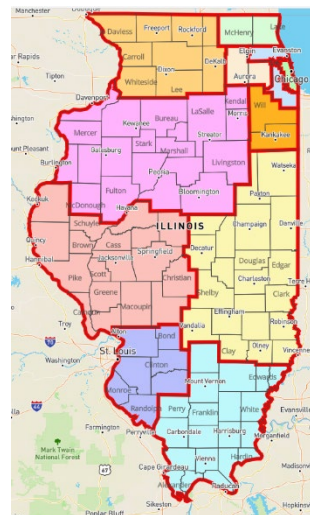 Manchester
Daviess
Freeport
Rockford
McHenry
Lake
Elgin
Evanston
Carroll
Dixon
DeKalb
Aurora
Chicago
Tipton
Whiteside
Lee
Davenport
Kendall
Will
LaSalle
Morris
Bureau
Kewanee
Mercer
Kankakee
Galesburg
Stark
Streator
Marshall
Burlington
Peoria
Livingston
Watseka
Fulton
Bloomington
Paxton
McDonough
Keokuk
Havana
Schuyler
ILLINOIS
Champaign
Danville
Quincy
Brown
Cass
Springfield
Decatur
Hannibal
Jacksonville
Douglas
Edgar
Pike
Scott
Christian
Charleston
Greene
Shelby
Clark
Macoupin
Effingham
Robinson
Troy
Alton
Vandalia
St. Louis
Bond
Clay
Olney
Vincennes
Washington
Clinton
Monroe
Mount Vernon
Edwards
Randolph
Perry
White
Evansville
Farmington
Franklin
Perryville
Carbondale
Harrisburg
Morganfield
Mark Twain
National Forest
Vienna
Hardin
67
Cape Girardeau
Madisonv
Alexander
Paducah
Sikeston
Poplar Bluff
Hopkins